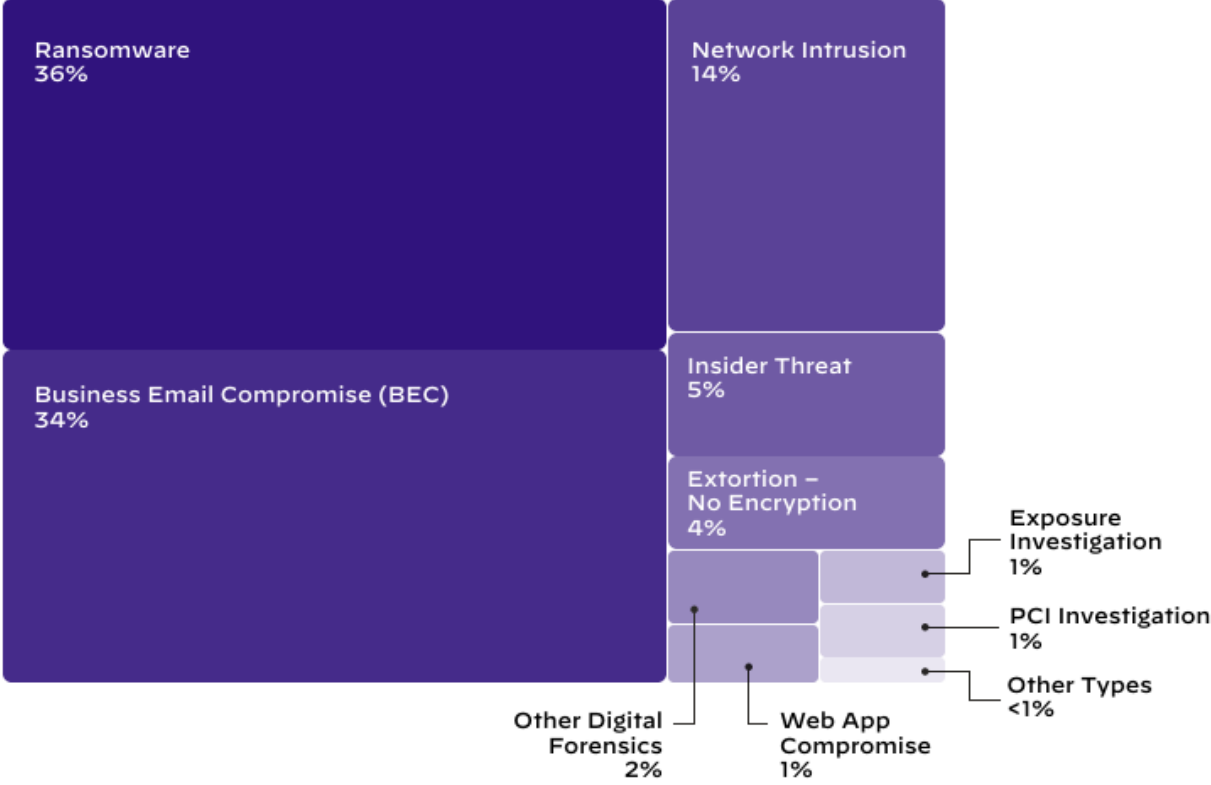 Ransomware
36%
Network Intrusion
14%
Business Email Compromise (BEC)
34%
Insider Threat
5%
Extortion –
No Encryption
4%
Exposure
Investigation
1%
PCI Investigation
1%
Other Types
<1%
Other Digital
Forensics
2%
Web App
Compromise
1%